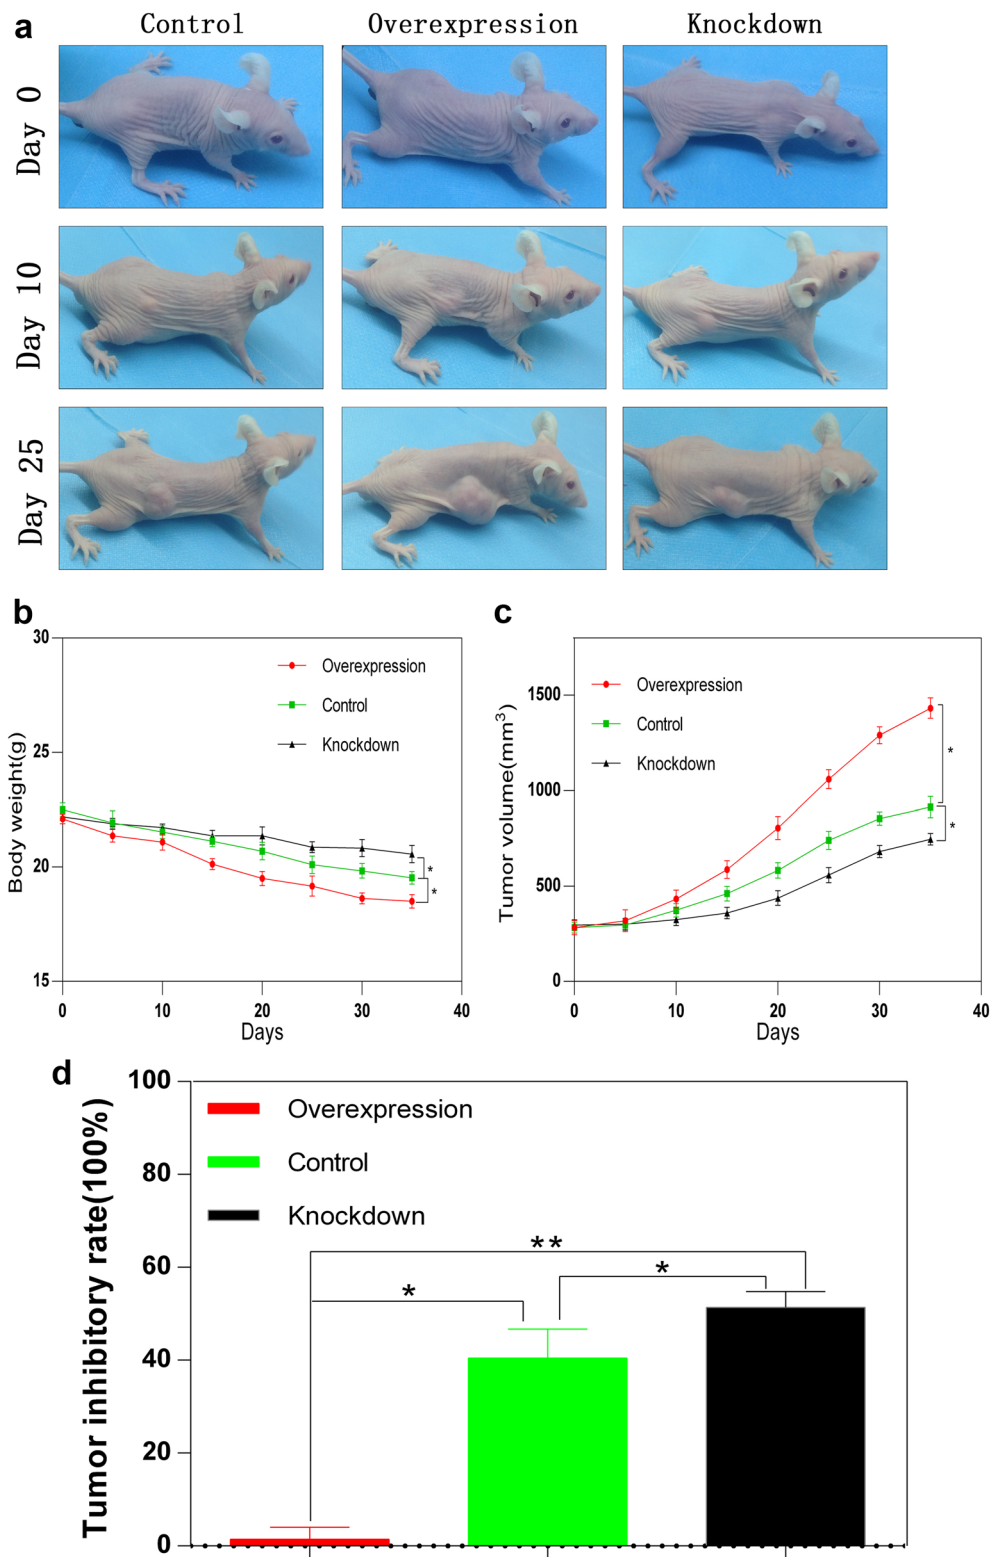 a
Control Overexpression Knockdown
Day 0
Day 10
Day 25
b
30
25
20
15
Body weight(g)
Overexpression
Control
Knockdown
*
*
0 10 20 30 40
Days
c
1500
1000
500
0
Tumor volume(mm³)
Overexpression
Control
Knockdown
*
*
0 10 20 30 40
Days
d
100
80
60
40
20
0
Tumor inhibitory rate(100%)
Overexpression
Control
Knockdown
**
*
*